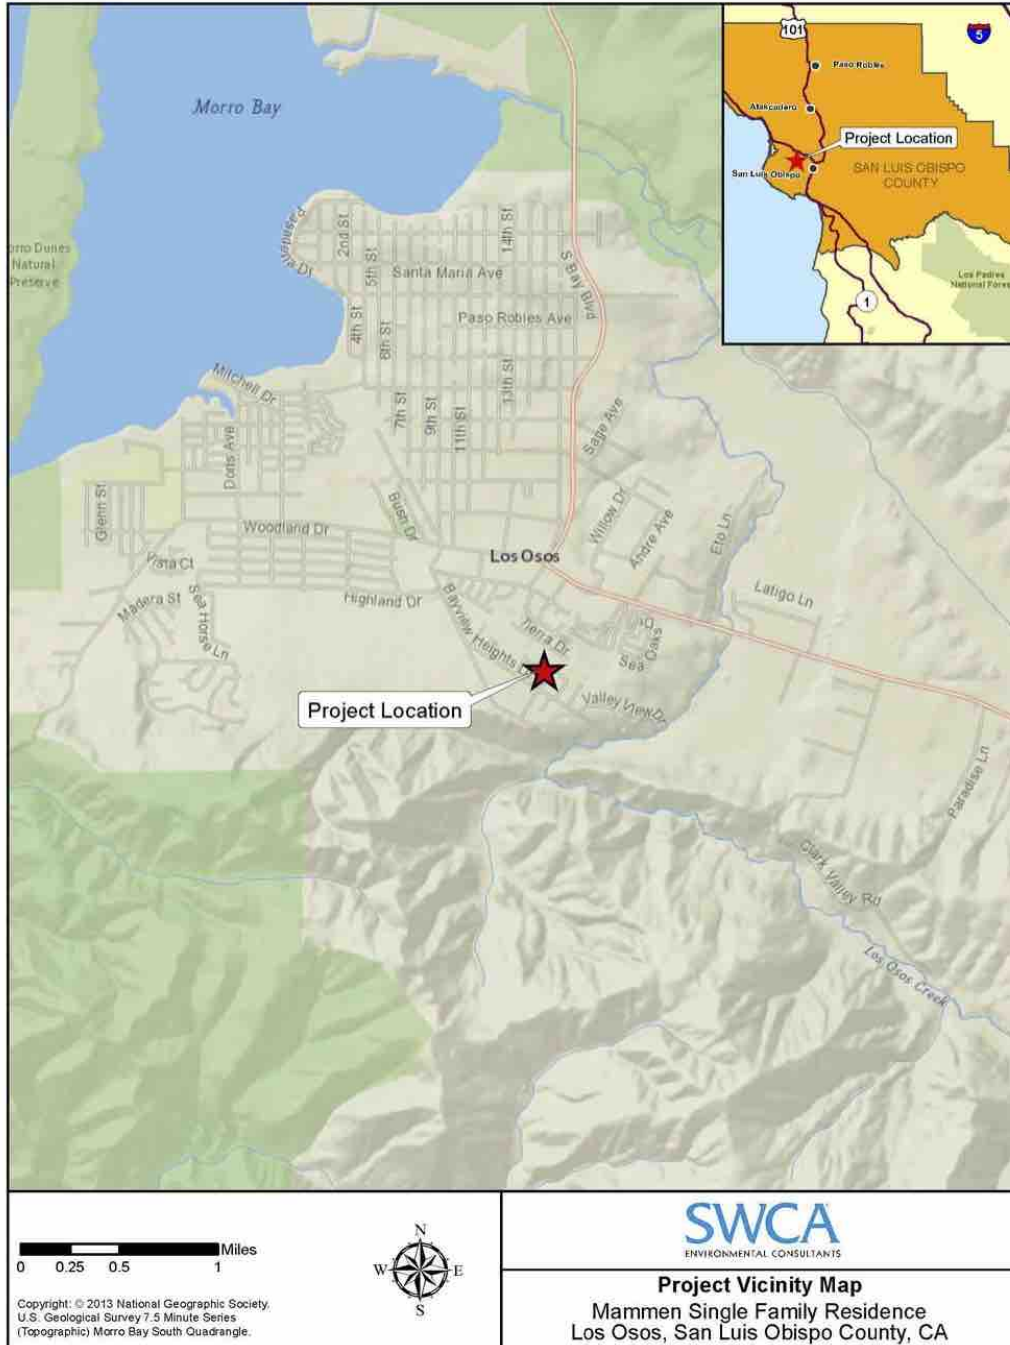 Morro Bay
101
5
Paso Robles
Atascadero
Project Location
San Luis Obispo
SAN LUIS OBISPO
COUNTY
Los Padres
National Fores
1
orro Dunes
Natural
Preserve
Pasadena Dr
2nd St
5th St
14th St
S Bay Blvd
Santa Maria Ave
4th St
6th St
Paso Robles Ave
Mitchell Dr
7th St
9th St
11th St
13th St
Sage Ave
Doris Ave
Glenn St
Bush Dr
Willow Dr
Andre Ave
Eto Ln
Woodland Dr
Los Osos
Vista Ct
Highland Dr
Bayview Heights
Latigo Ln
Madera St
Sea Horse Ln
Tierra Dr
Sea Oaks
Valley View Dr
Project Location
Paradise Ln
Clark Valley Rd
Los Osos Creek
Miles
0 0.25 0.5 1
N
W E
S
Copyright: © 2013 National Geographic Society.
U.S. Geological Survey 7.5 Minute Series
(Topographic) Morro Bay South Quadrangle.
SWCA
ENVIRONMENTAL CONSULTANTS
Project Vicinity Map
Mammen Single Family Residence
Los Osos, San Luis Obispo County, CA